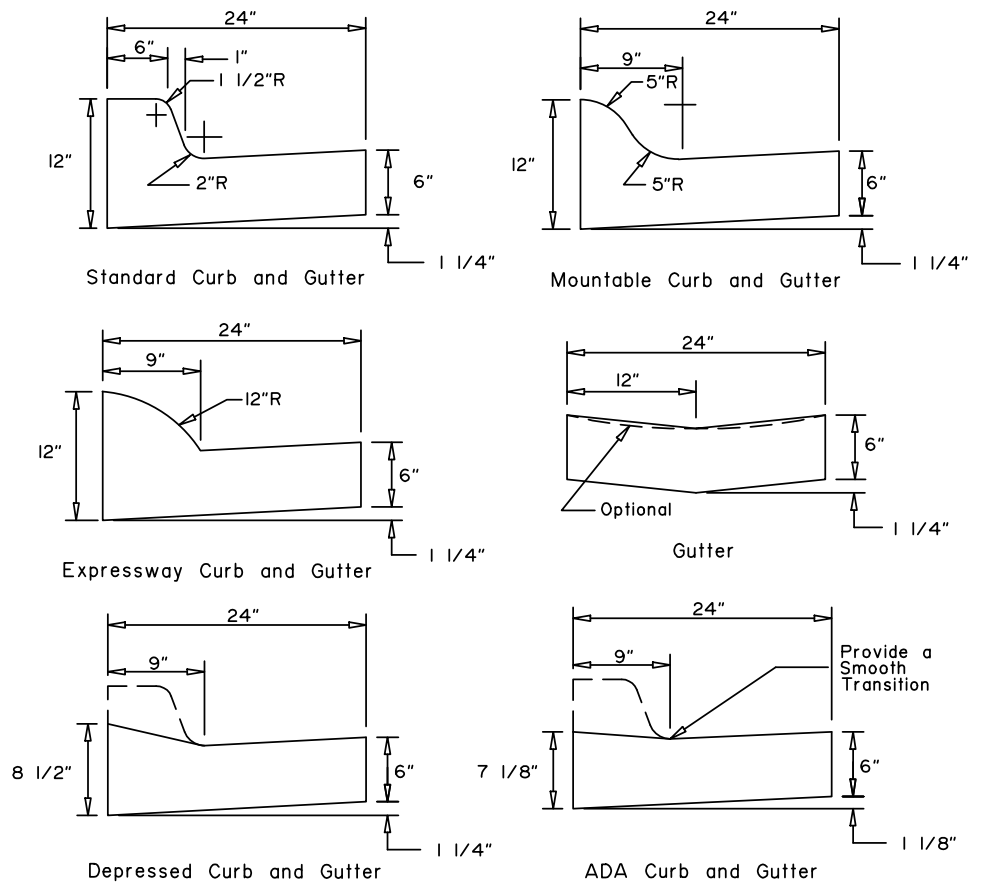 24"
6"
1"
1 1/2"R
12"
2"R
6"
1 1/4"
Standard Curb and Gutter
24"
9"
5"R
12"
5"R
6"
1 1/4"
Mountable Curb and Gutter
24"
9"
12"R
12"
6"
1 1/4"
Expressway Curb and Gutter
24"
12"
6"
Optional
1 1/4"
Gutter
24"
9"
8 1/2"
6"
1 1/4"
Depressed Curb and Gutter
24"
9"
Provide a
Smooth
Transition
7 1/8"
6"
1 1/8"
ADA Curb and Gutter